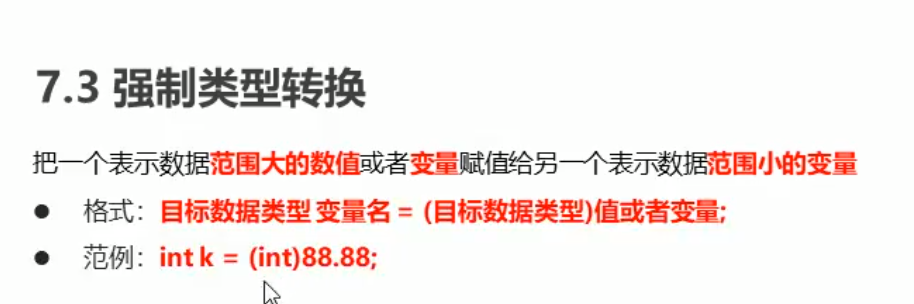 7.3 强制类型转换
把一个表示数据范围大的数值或者变量赋值给另一个表示数据范围小的变量
● 格式：目标数据类型 变量名 = (目标数据类型)值或者变量;
● 范例：int k = (int)88.88;